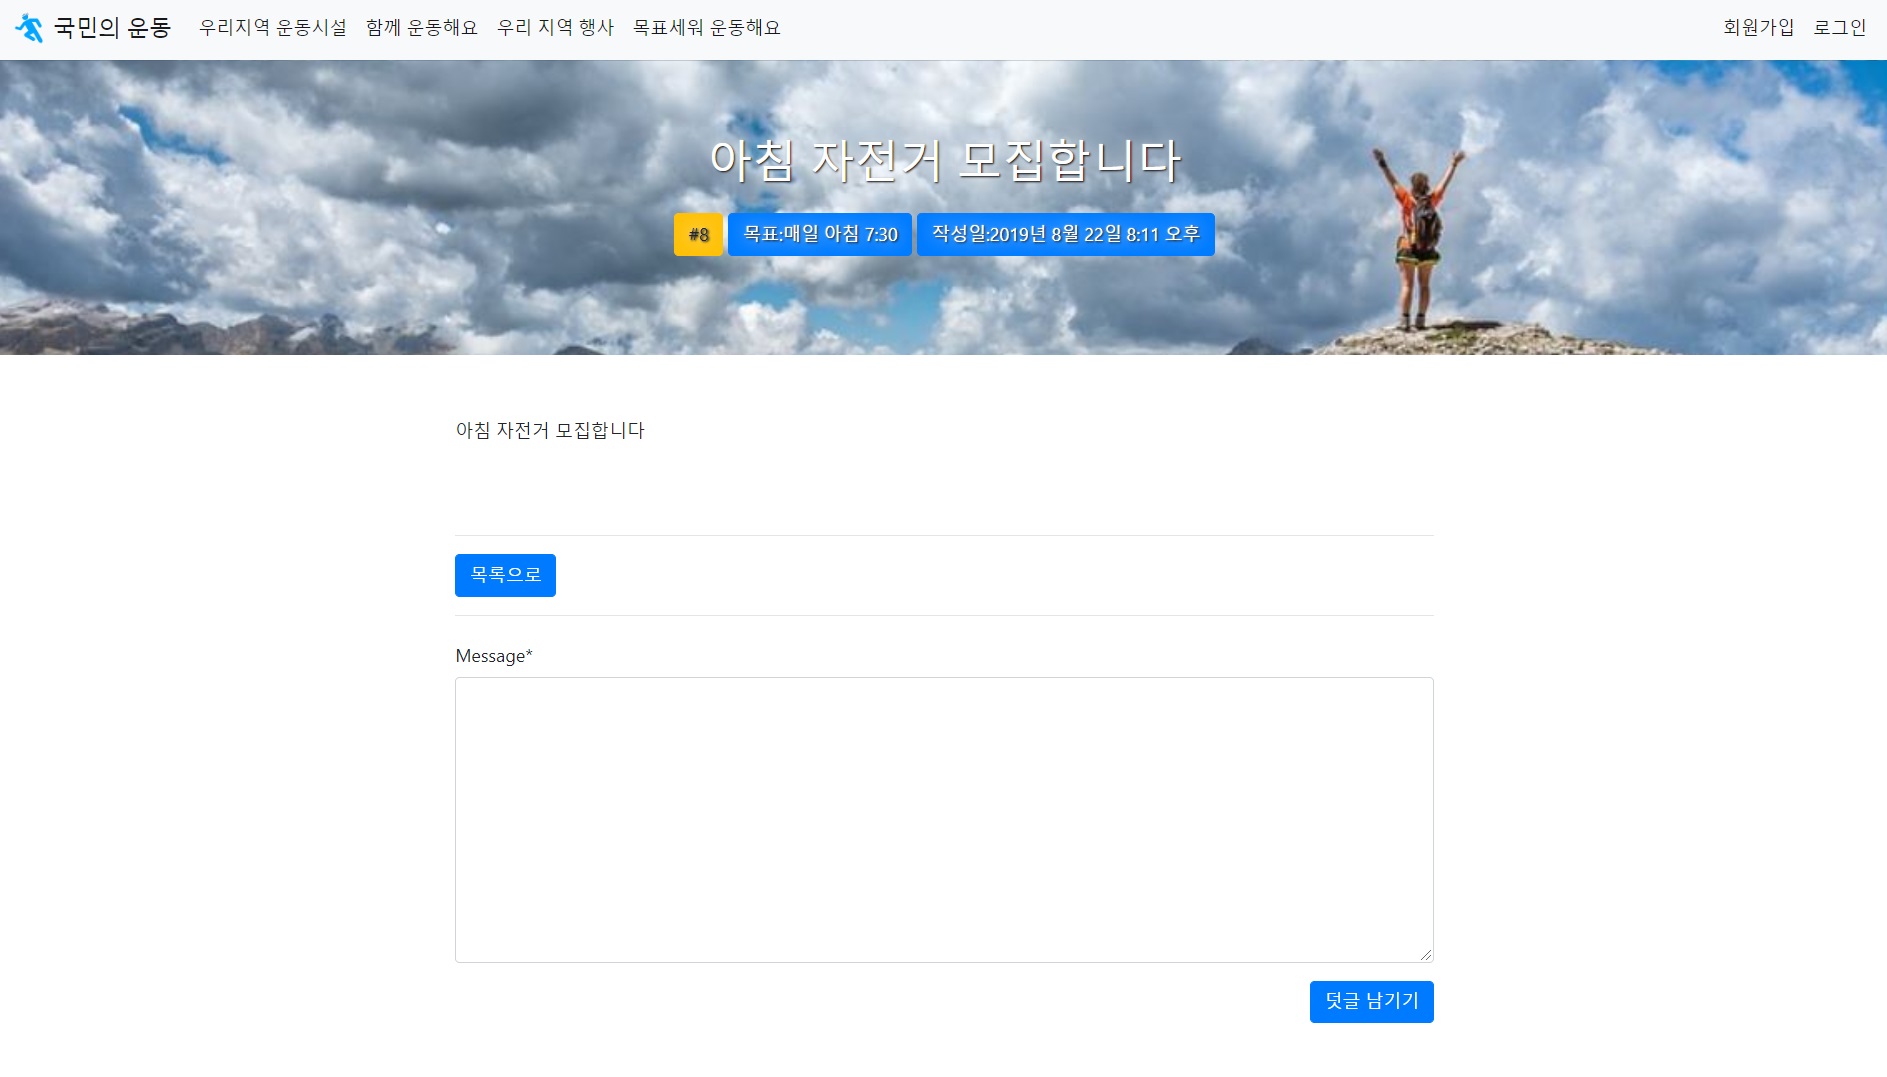 국민의 운동 우리지역 운동시설 함께 운동해요 우리 지역 행사 목표세워 운동해요 회원가입 로그인
아침 자전거 모집합니다
#8 목표:매일 아침 7:30 작성일:2019년 8월 22일 8:11 오후
아침 자전거 모집합니다
목록으로
Message*
덧글 남기기